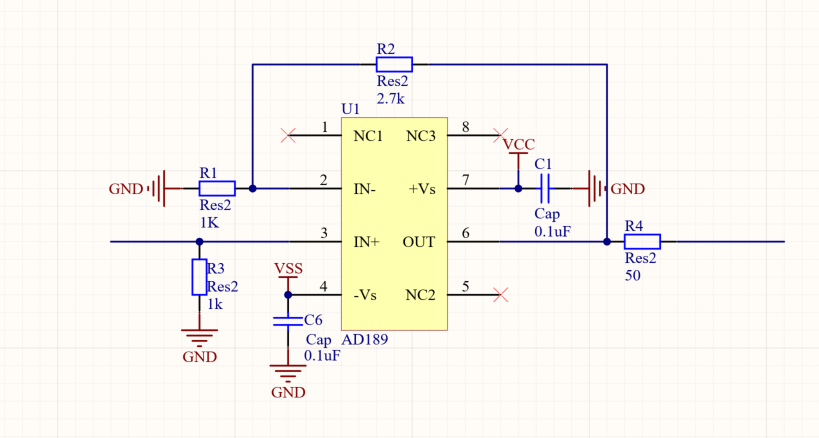 R2
Res2
2.7k
U1
1 NC1 NC3 8
VCC
GND R1 2 IN- +Vs 7 C1 GND
Res2
1K
Cap
0.1uF
3 IN+ OUT 6 R4
Res2
50
R3
Res2
1k
GND
VSS
4 -Vs NC2 5
C6
Cap
0.1uF
AD189
GND